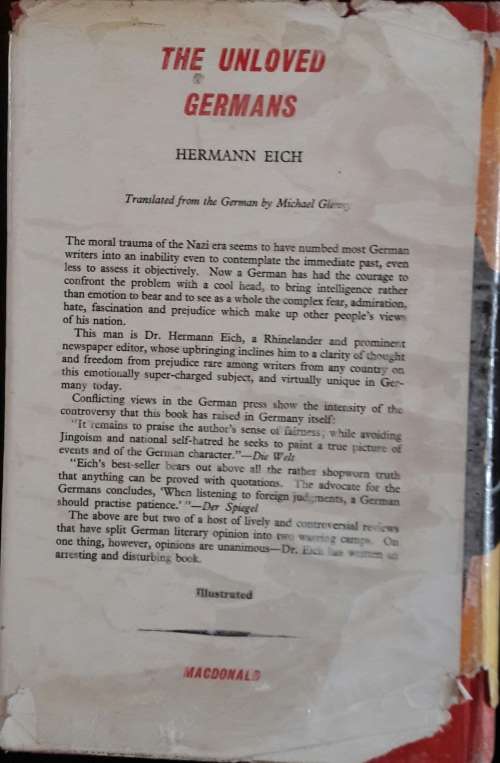 THE UNLOVED
GERMANS
HERMANN EICH
Translated from the German by Michael
The moral trauma of the Nazi era seems to have numbed most German
writers into an inability even to contemplate the immediate past, even
less to assess it objectively. Now a German has had the courage to
confront the problem with a cool head, to bring intelligence rather
than emotion to bear and to see as a whole the complex fear, admiration,
hate, fascination and prejudice which make up other people's views
of his nation.
This man is Dr. Hermann Eich, a Rhinelander and prominent
newspaper editor, whose upbringing inclines him to a clarity of thought
and freedom from prejudice rare among writers from any country on
this emotionally super-charged subject, and virtually unique in Ger-
many today.
Conflicting views in the German press show the intensity of the
controversy that this book has raised in Germany itself:
"It remains to praise the author's sense of fairness; while avoiding
Jingoism and national self-hatred he seeks to paint a true picture of
events and of the German character."—Die Welt
"Eich's best-seller bears out above all the rather shopworn truth
that anything can be proved with quotations. The advocate for the
Germans concludes, 'When listening to foreign judgments, a German
should practise patience.' "—Der Spiegel
The above are but two of a host of lively and controversial reviews
that have split German literary opinion into two warring camps. On
one thing, however, opinions are unanimous—Dr. Eich has written an
arresting and disturbing book.
Illustrated
MACDONALD